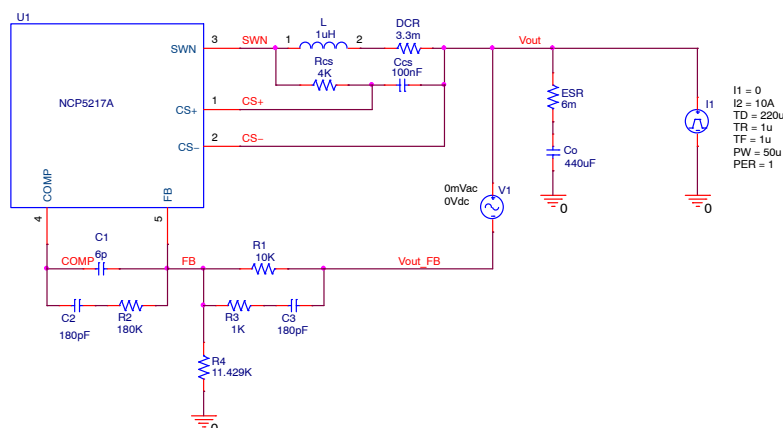 U1
SWN
3
SWN
1
L
1uH
2
DCR
3.3m
Rcs
4K
Ccs
100nF
Vout
NCP5217A
CS+
1
CS+
CS−
2
CS−
COMP
FB
4
5
ESR
6m
Co
440uF
0
I1
I1 = 0
I2 = 10A
TD = 220u
TR = 1u
TF = 1u
PW = 50u
PER = 1
0
0mVac
0Vdc
V1
C1
6p
COMP
FB
R1
10K
Vout_FB
C2
180pF
R2
180K
R3
1K
C3
180pF
R4
11.429K
0